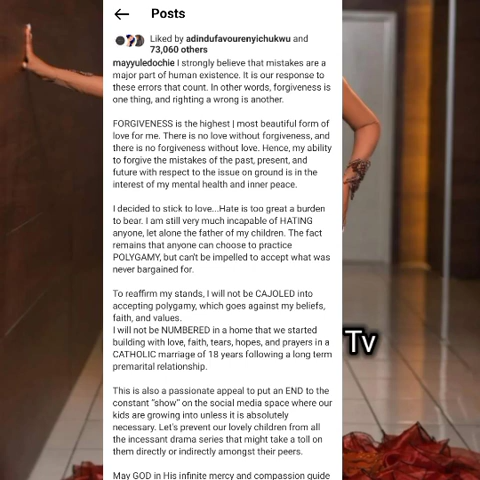 Posts
Liked by adindufavourenyichukwu and
73,060 others
mayyuledochie I strongly believe that mistakes are a
major part of human existence. It is our response to
these errors that count. In other words, forgiveness is
one thing, and righting a wrong is another.
FORGIVENESS is the highest | most beautiful form of
love for me. There is no love without forgiveness, and
there is no forgiveness without love. Hence, my ability
to forgive the mistakes of the past, present, and
future with respect to the issue on ground is in the
interest of my mental health and inner peace.
I decided to stick to love...Hate is too great a burden
to bear. I am still very much incapable of HATING
anyone, let alone the father of my children. The fact
remains that anyone can choose to practice
POLYGAMY, but can't be impelled to accept what was
never bargained for.
To reaffirm my stands, I will not be CAJOLED into
accepting polygamy, which goes against my beliefs,
faith, and values.
I will not be NUMBERED in a home that we started
building with love, faith, tears, hopes, and prayers in a
CATHOLIC marriage of 18 years following a long term
premarital relationship.
This is also a passionate appeal to put an END to the
constant "show" on the social media space where our
kids are growing into unless it is absolutely
necessary. Let's prevent our lovely children from all
the incessant drama series that might take a toll on
them directly or indirectly amongst their peers.
May GOD in His infinite mercy and compassion guide
Tv